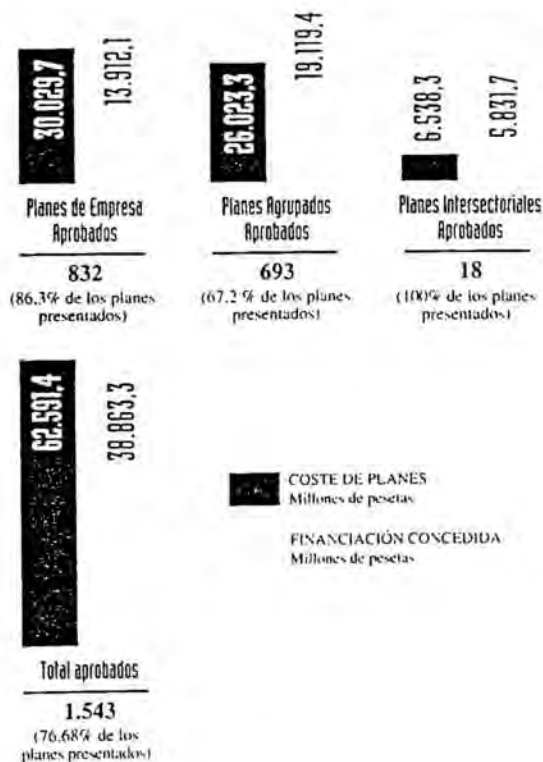 30.029,7
13.912,1
Planes de Empresa
Aprobados
832
(86.3% de los planes
presentados)
26.023,3
19.119,4
Planes Agrupados
Aprobados
693
(67.2 % de los planes
presentados)
6.538,3
5.831,7
Planes Intersectoriales
Aprobados
18
(100% de los planes
presentados)
62.591,4
38.863,3
Total aprobados
1.543
(76.68% de los
planes presentados)
COSTE DE PLANES
Millones de pesetas
FINANCIACIÓN CONCEDIDA
Millones de pesetas